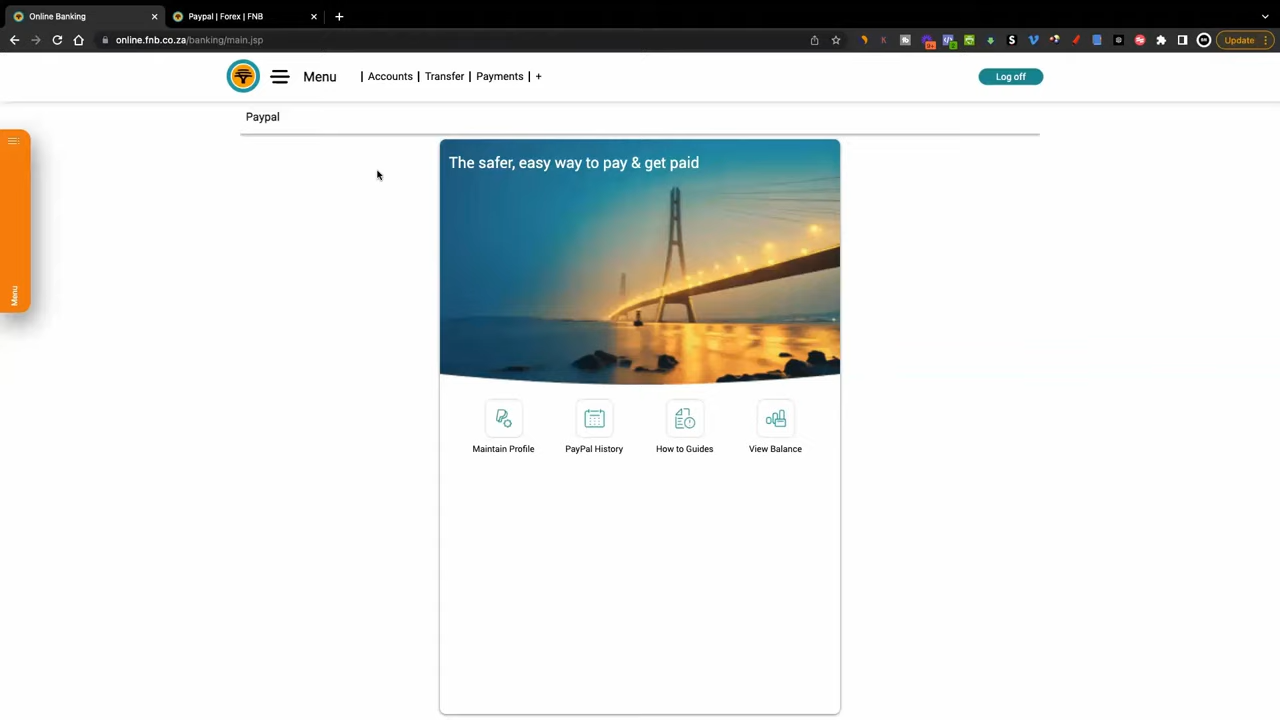 Online Banking
Paypal | Forex | FNB
online.fnb.co.za/banking/main.jsp
Update
Menu | Accounts | Transfer | Payments | +
Log off
Paypal
Menu
The safer, easy way to pay & get paid
Maintain Profile
PayPal History
How to Guides
View Balance